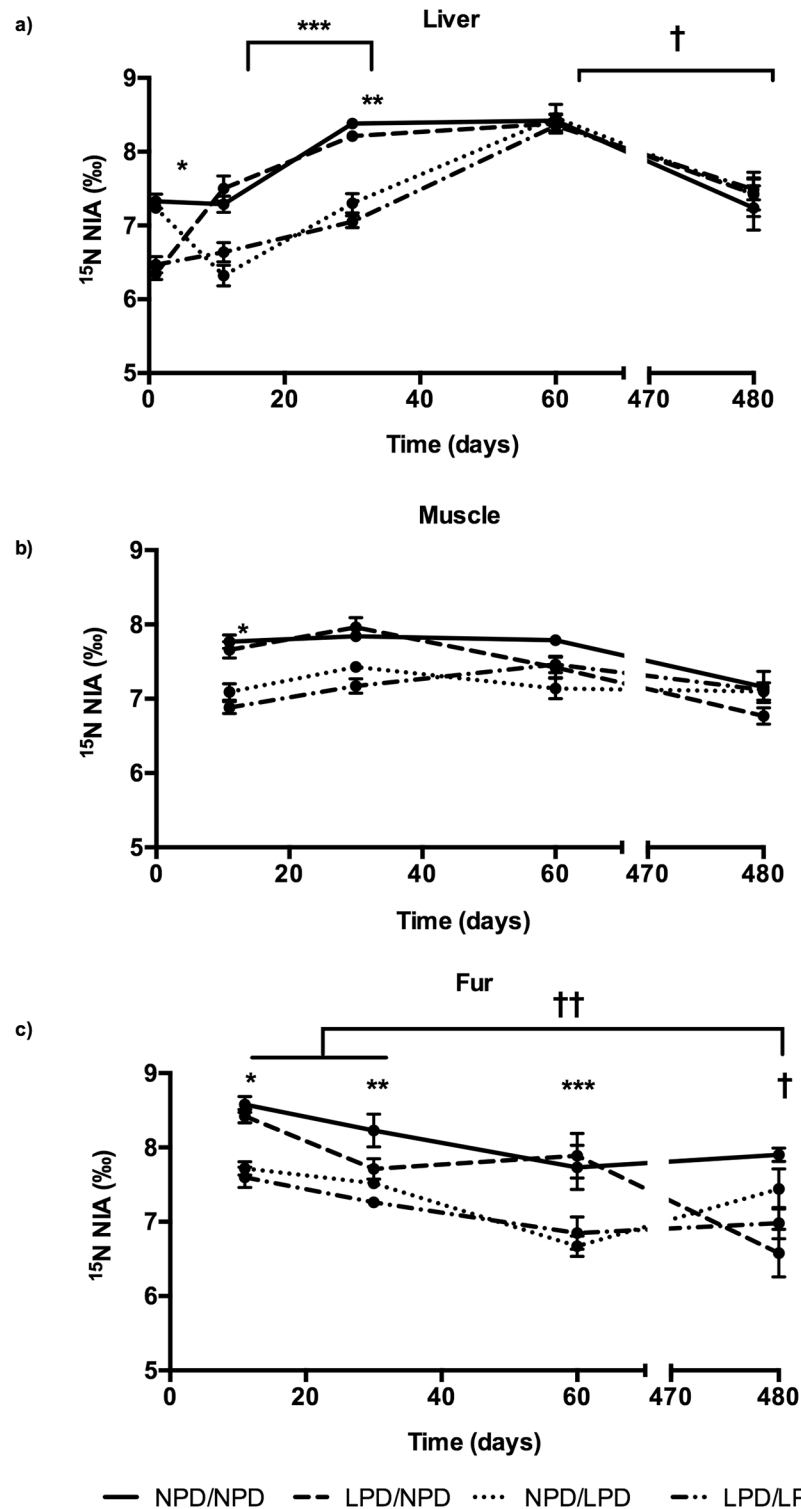 a)
Liver
***
†
*
**
9
8
7
6
5
¹⁵N NIA (‰)
0 20 40 60 470 480
Time (days)
b)
Muscle
*
9
8
7
6
5
¹⁵N NIA (‰)
0 20 40 60 470 480
Time (days)
c)
Fur
††
* ** *** †
9
8
7
6
5
¹⁵N NIA (‰)
0 20 40 60 470 480
Time (days)
NPD/NPD LPD/NPD NPD/LPD LPD/LP